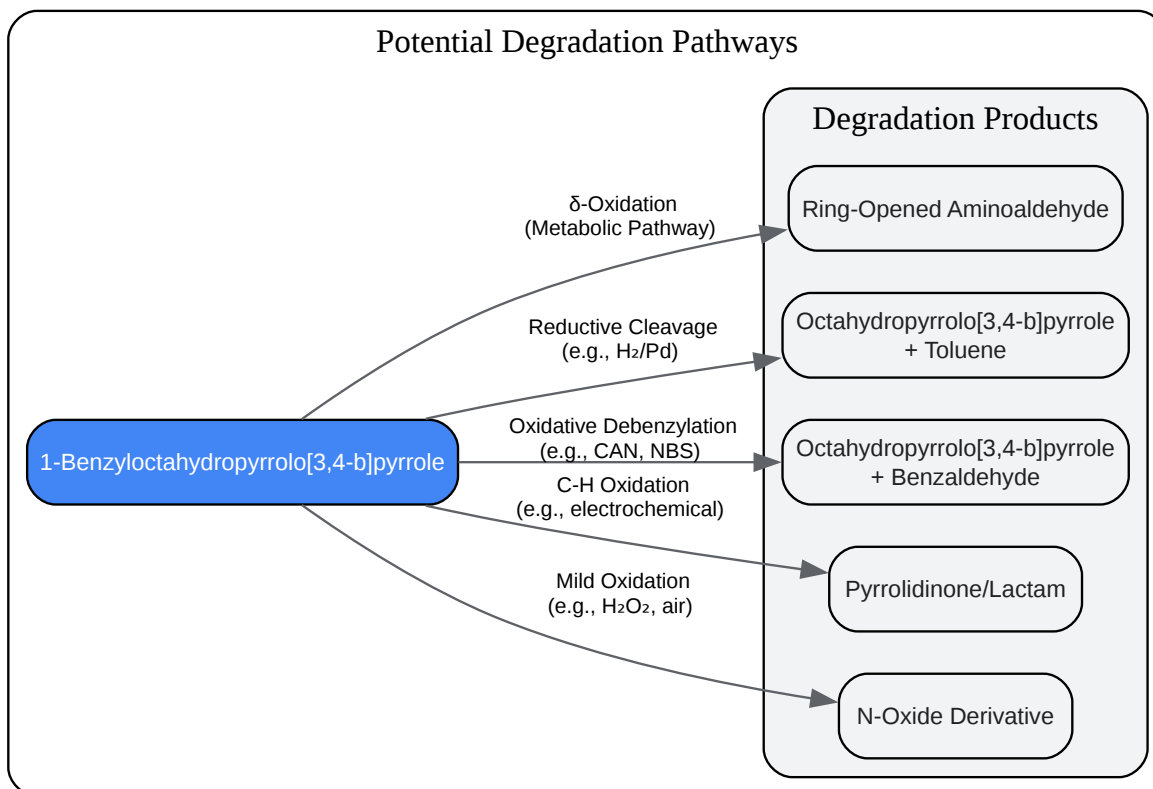 Potential Degradation Pathways
Degradation Products
δ-Oxidation
(Metabolic Pathway)
Ring-Opened Aminoaldehyde
Reductive Cleavage
(e.g., H₂/Pd)
Octahydropyrrolo[3,4-b]pyrrole
+ Toluene
1-Benzyloctahydropyrrolo[3,4-b]pyrrole
Oxidative Debenzylation
(e.g., CAN, NBS)
Octahydropyrrolo[3,4-b]pyrrole
+ Benzaldehyde
C-H Oxidation
(e.g., electrochemical)
Pyrrolidinone/Lactam
Mild Oxidation
(e.g., H₂O₂, air)
N-Oxide Derivative